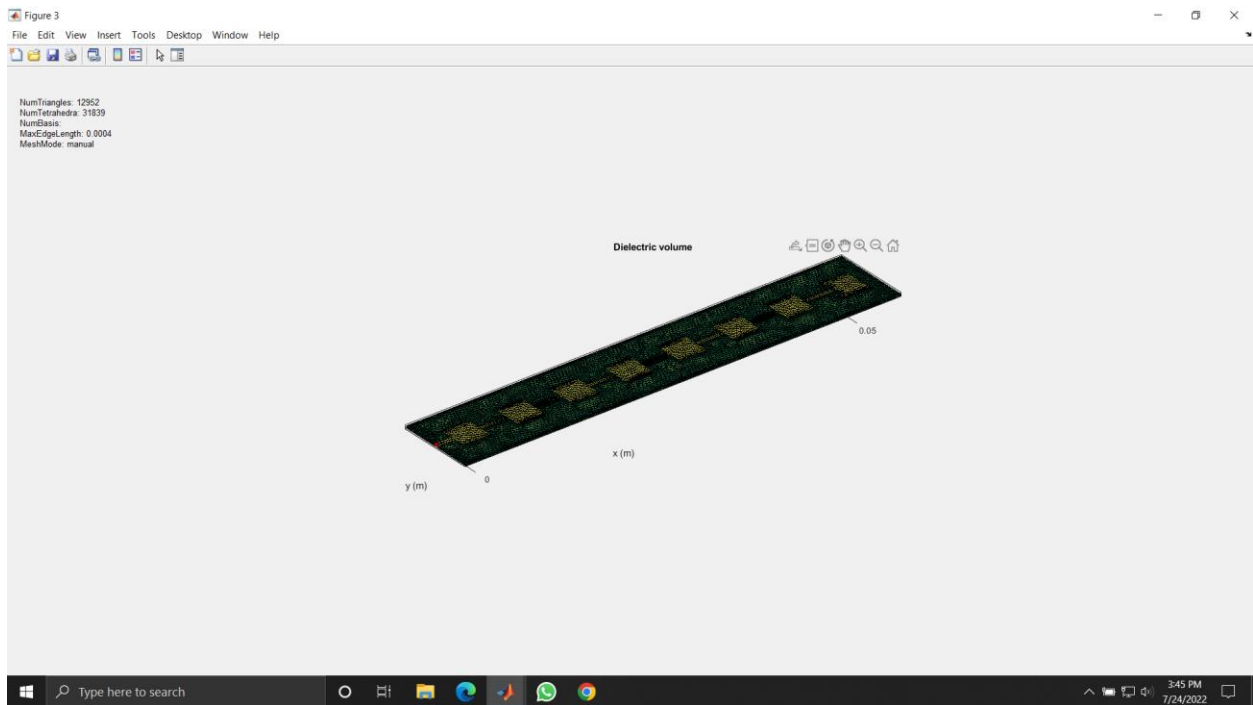 Figure 3
File Edit View Insert Tools Desktop Window Help
NumTriangles: 12952
NumTetrahedra: 31839
NumBasis:
MaxEdgeLength: 0.0004
MeshMode: manual
Dielectric volume
0.05
x (m)
0
y (m)
Type here to search
3:45 PM
7/24/2022